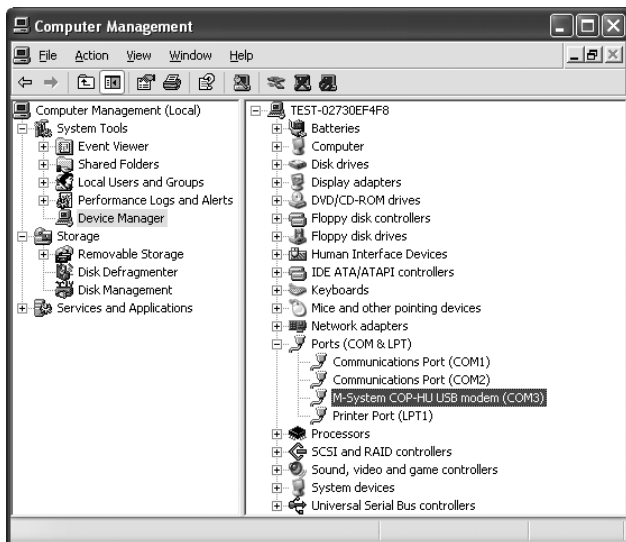 Computer Management
File Action View Window Help
Computer Management (Local)
System Tools
Event Viewer
Shared Folders
Local Users and Groups
Performance Logs and Alerts
Device Manager
Storage
Removable Storage
Disk Defragmenter
Disk Management
Services and Applications
TEST-02730EF4F8
Batteries
Computer
Disk drives
Display adapters
DVD/CD-ROM drives
Floppy disk controllers
Floppy disk drives
Human Interface Devices
IDE ATA/ATAPI controllers
Keyboards
Mice and other pointing devices
Network adapters
Ports (COM & LPT)
Communications Port (COM1)
Communications Port (COM2)
M-System COP-HU USB modem (COM3)
Printer Port (LPT1)
Processors
SCSI and RAID controllers
Sound, video and game controllers
System devices
Universal Serial Bus controllers